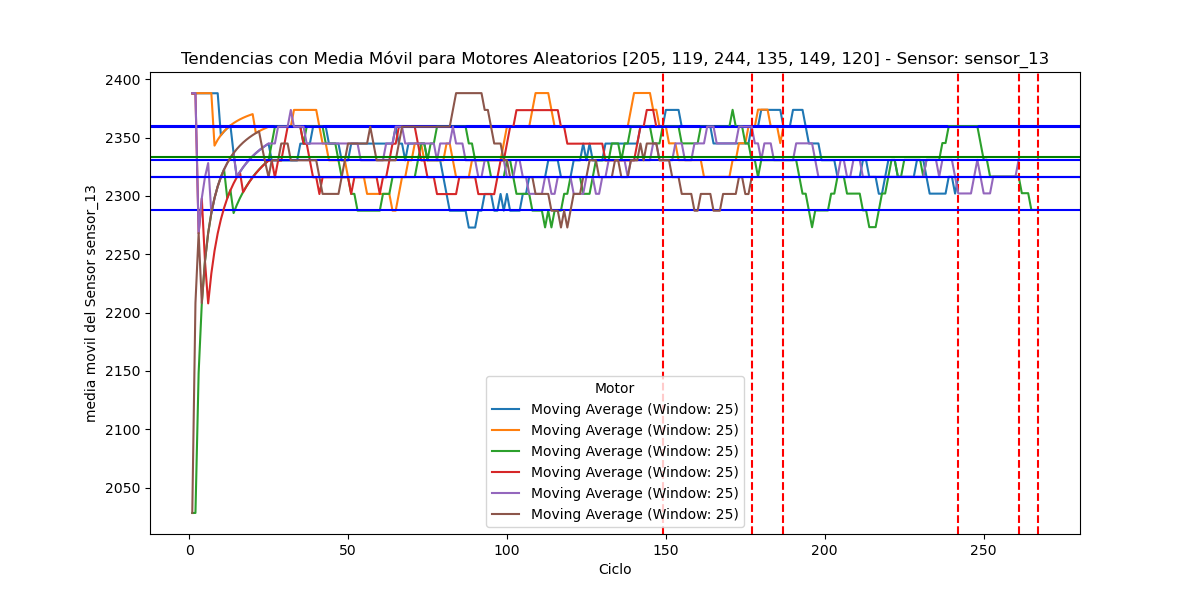 Tendencias con Media Móvil para Motores Aleatorios [205, 119, 244, 135, 149, 120] - Sensor: sensor_13
media movil del Sensor sensor_13
2400
2350
2300
2250
2200
2150
2100
2050
Motor
Moving Average (Window: 25)
Moving Average (Window: 25)
Moving Average (Window: 25)
Moving Average (Window: 25)
Moving Average (Window: 25)
Moving Average (Window: 25)
0 50 100 150 200 250
Ciclo